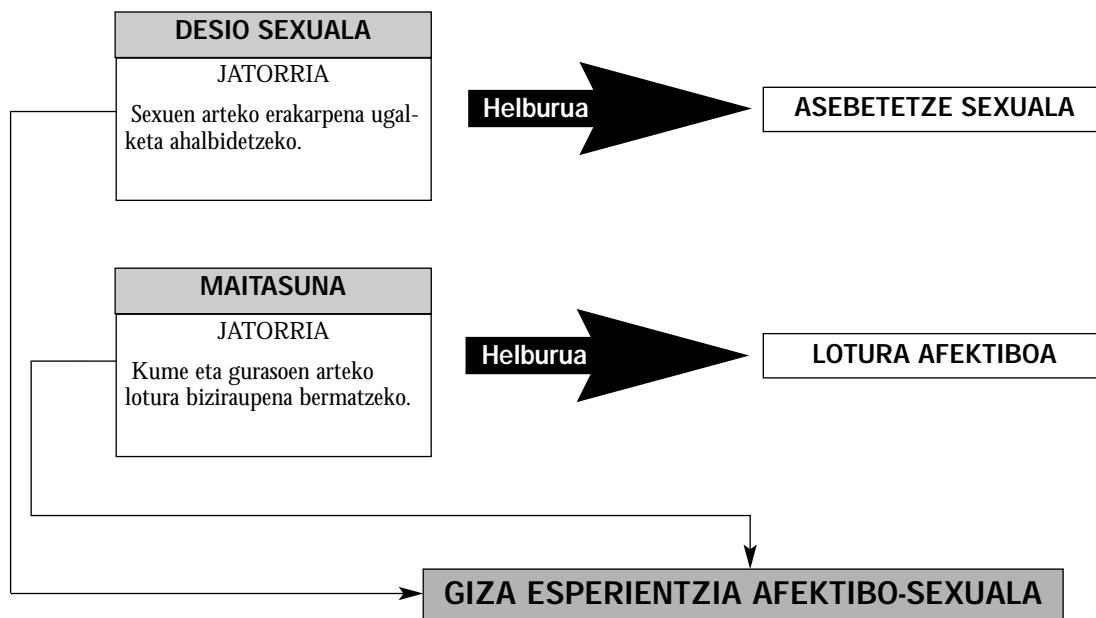 DESIO SEXUALA
JATORRIA
Sexuen arteko erakarpena ugal-
keta ahalbidetzeko.
Helburua
ASEBETETZE SEXUALA
MAITASUNA
JATORRIA
Kume eta gurasoen arteko
lotura biziraupena bermatzeko.
Helburua
LOTURA AFEKTIBOA
GIZA ESPERIENTZIA AFEKTIBO-SEXUALA